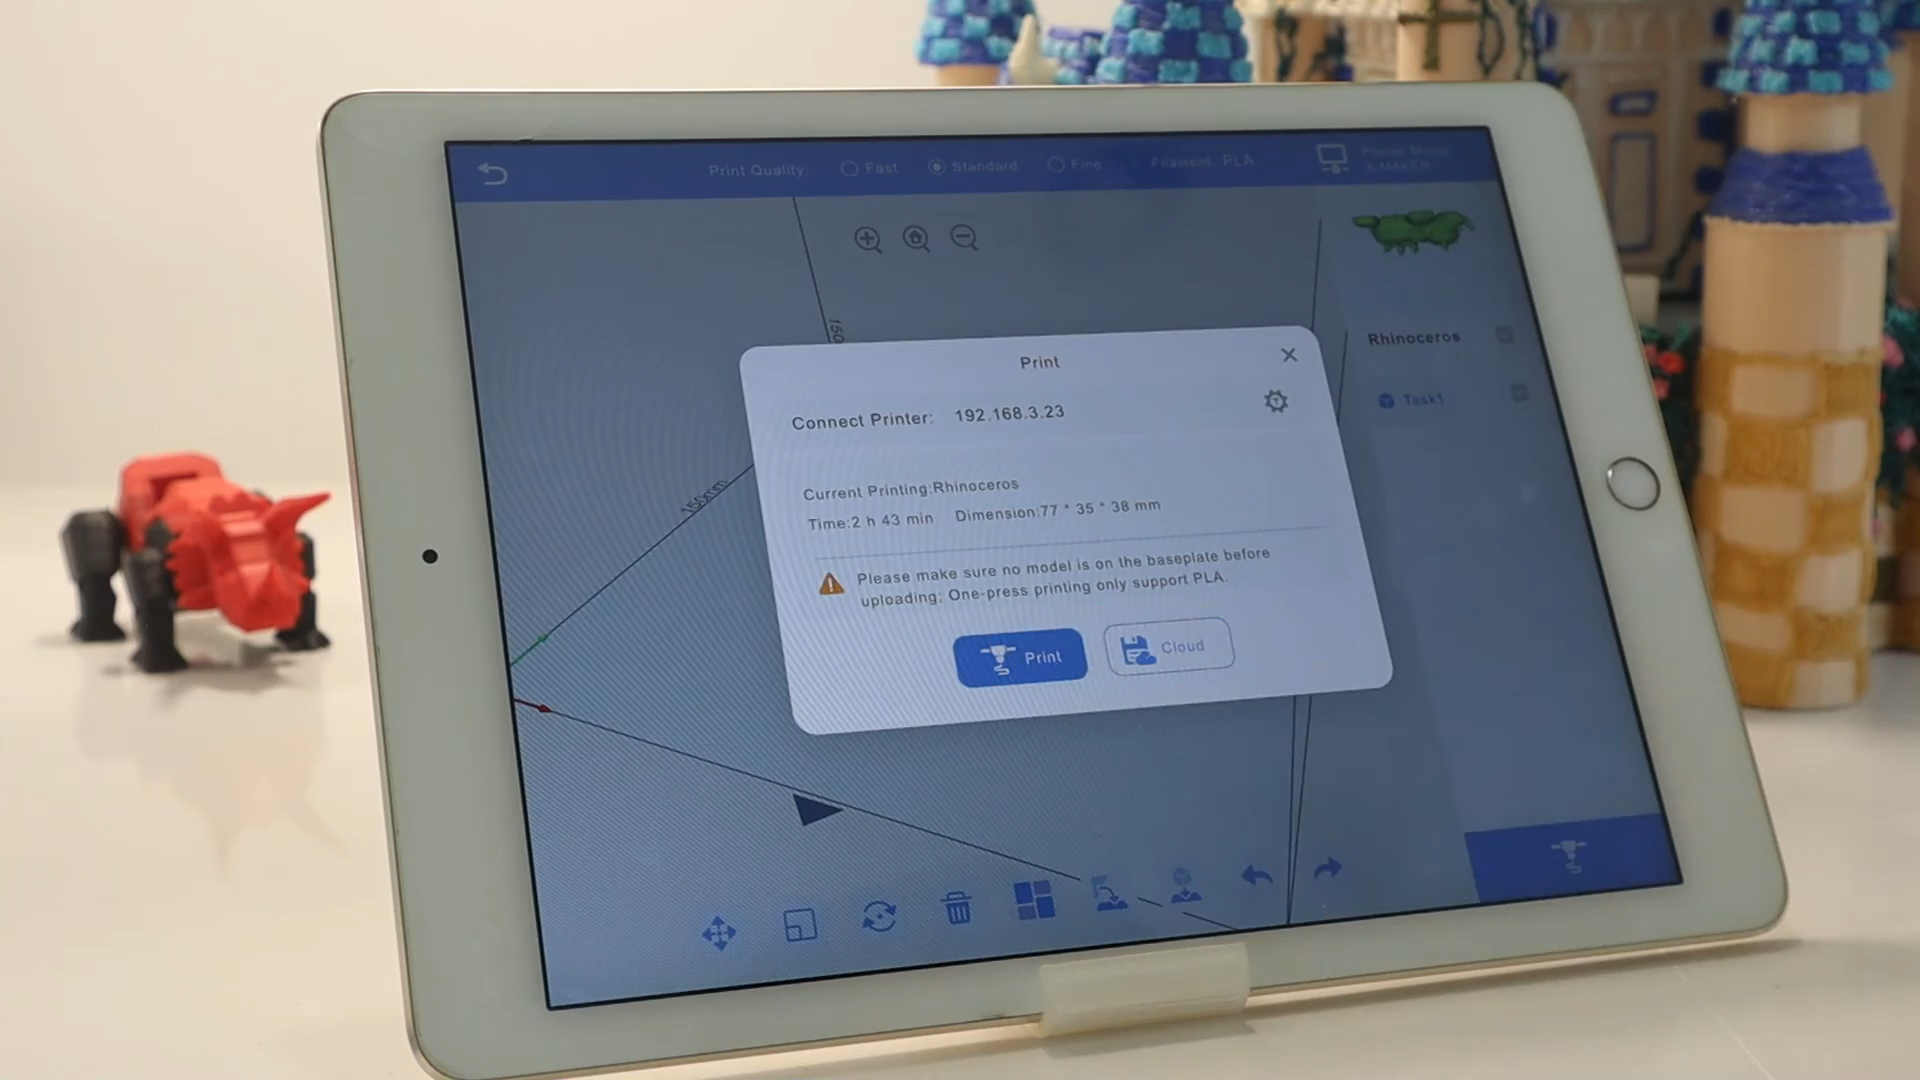 Print Quality: Fast Standard Fine Filament: PLA
X-MAKER
150
150mm
Rhinoceros
Task1
Print
Connect Printer: 192.168.3.23
Current Printing:Rhinoceros
Time:2 h 43 min Dimension:77 * 35 * 38 mm
Please make sure no model is on the baseplate before
uploading; One-press printing only support PLA.
Print Cloud